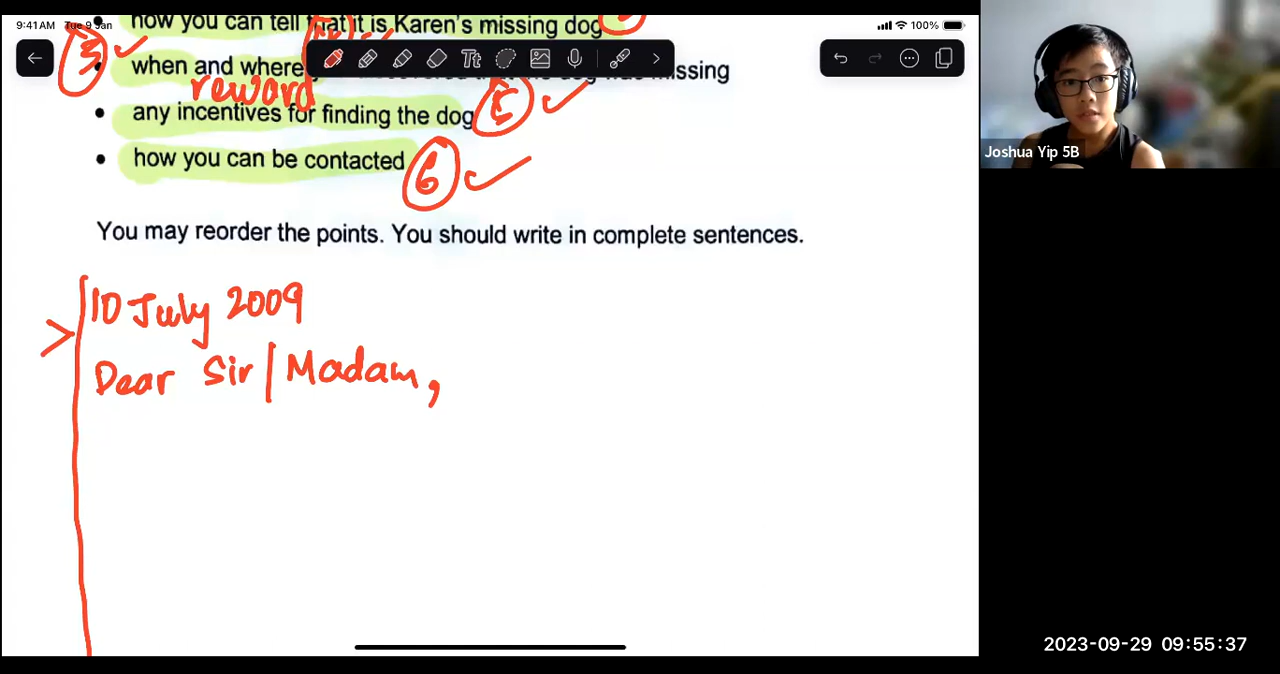 9:41 AM Tue 9 Jan
100%
how you can tell that it is Karen's missing dog
3
when and where missing
reward
any incentives for finding the dog 5
how you can be contacted 6
You may reorder the points. You should write in complete sentences.
10 July 2009
Dear Sir/Madam,
Joshua Yip 5B
Tt
2023-09-29 09:55:37